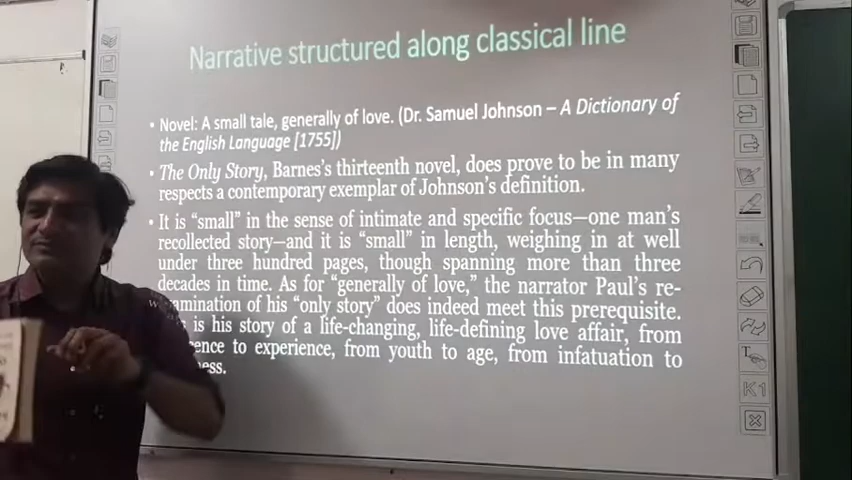 Narrative structured along classical line
• Novel: A small tale, generally of love. (Dr. Samuel Johnson – A Dictionary of
the English Language [1755])
• The Only Story, Barnes's thirteenth novel, does prove to be in many
respects a contemporary exemplar of Johnson's definition.
• It is “small” in the sense of intimate and specific focus—one man's
recollected story—and it is “small” in length, weighing in at well
under three hundred pages, though spanning more than three
decades in time. As for “generally of love,” the narrator Paul's re-
amination of his “only story” does indeed meet this prerequisite.
is his story of a life-changing, life-defining love affair, from
ence to experience, from youth to age, from infatuation to
ess.
K1